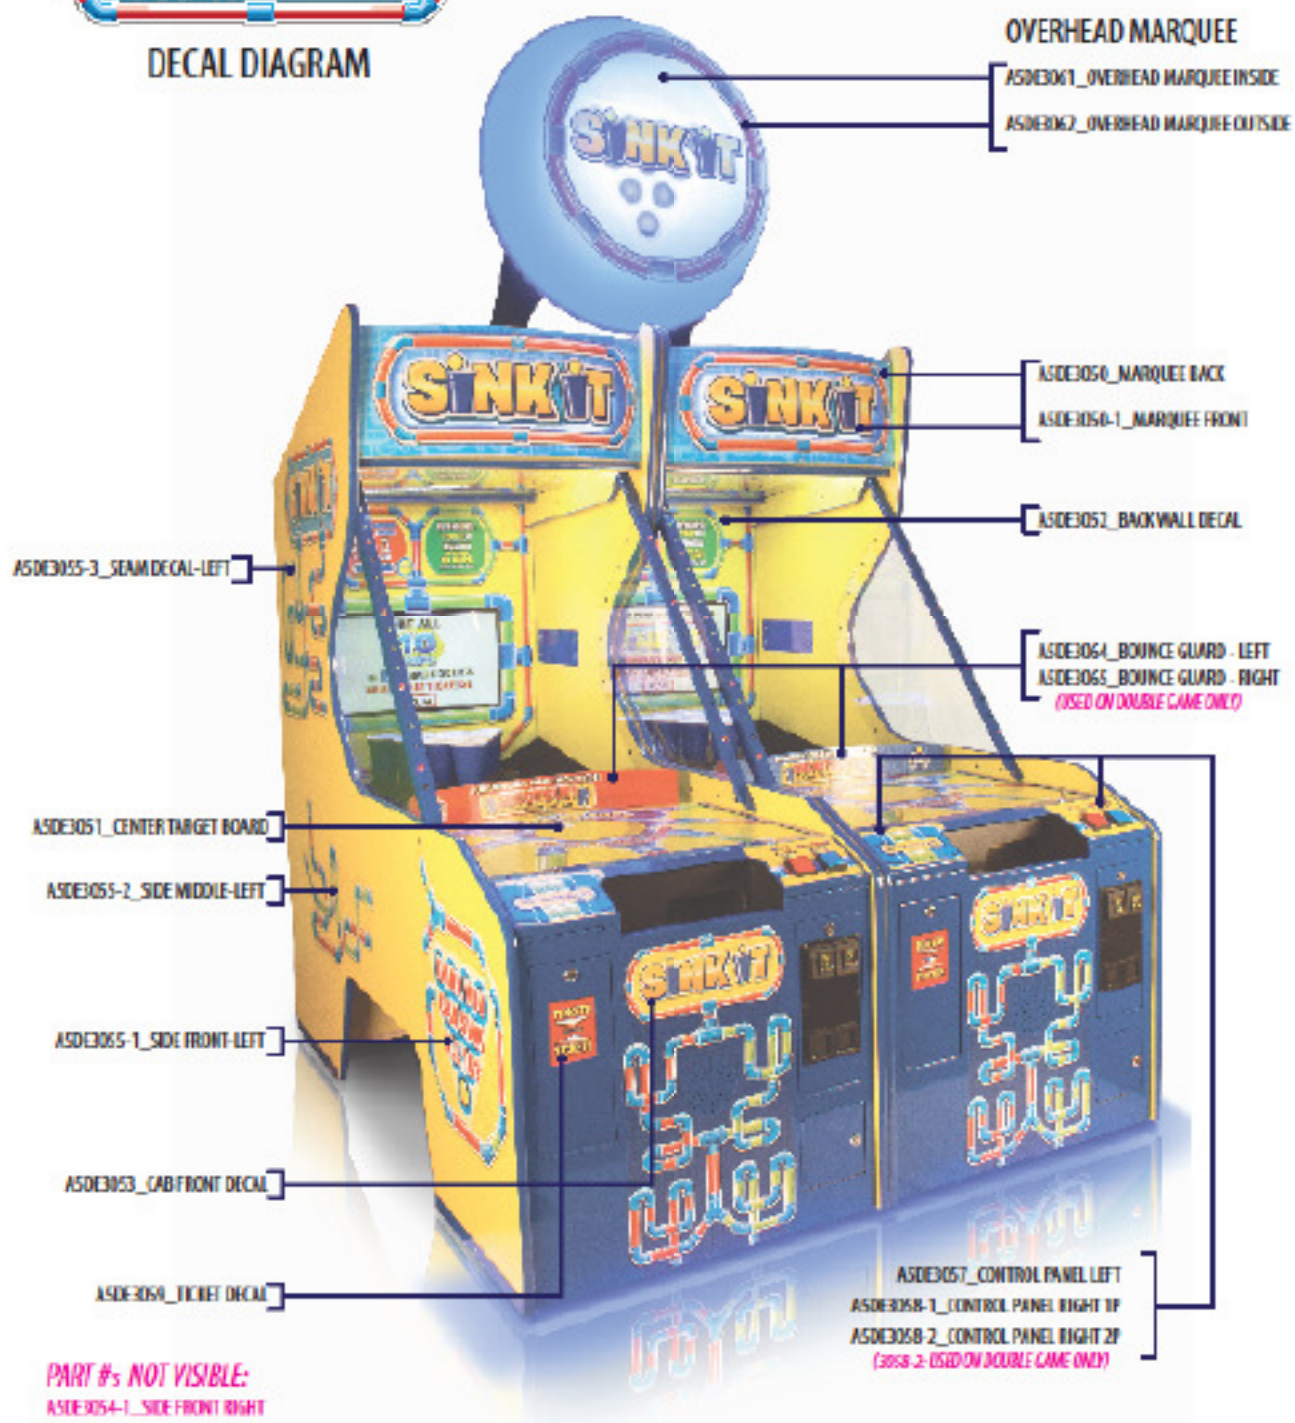 DECAL DIAGRAM
OVERHEAD MARQUEE
A5DE3061_OVERHEAD MARQUEE INSIDE
A5DE3062_OVERHEAD MARQUEE OUTSIDE
SiNK iT
SiNK iT
SiNK iT
A5DE3050_MARQUEE BACK
A5DE3050-1_MARQUEE FRONT
A5DE3052_BACK WALL DECAL
A5DE3055-3_SEAM DECAL-LEFT
A5DE3064_BOUNCE GUARD - LEFT
A5DE3065_BOUNCE GUARD - RIGHT
(USED ON DOUBLE GAME ONLY)
A5DE3051_CENTER TARGET BOARD
A5DE3055-2_SIDE MIDDLE-LEFT
SiNK iT
SiNK iT
A5DE3055-1_SIDE FRONT-LEFT
A5DE3053_CAB FRONT DECAL
A5DE3059_TICKET DECAL
A5DE3057_CONTROL PANEL LEFT
A5DE3058-1_CONTROL PANEL RIGHT 1P
A5DE3058-2_CONTROL PANEL RIGHT 2P
(3058-2: USED ON DOUBLE GAME ONLY)
PART #s NOT VISIBLE:
A5DE3054-1_SIDE FRONT RIGHT